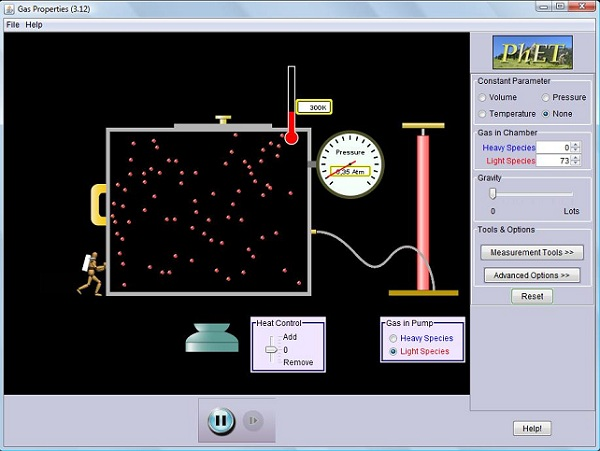 Gas Properties (3.12)
File Help
PhET
Constant Parameter
Volume Pressure
Temperature None
Gas in Chamber
Heavy Species 0
Light Species 73
Gravity
0 Lots
Tools & Options
Measurement Tools >>
Advanced Options >>
Reset
300K
Pressure
0.35 Atm
Heat Control
Add
0
Remove
Gas in Pump
Heavy Species
Light Species
Help!